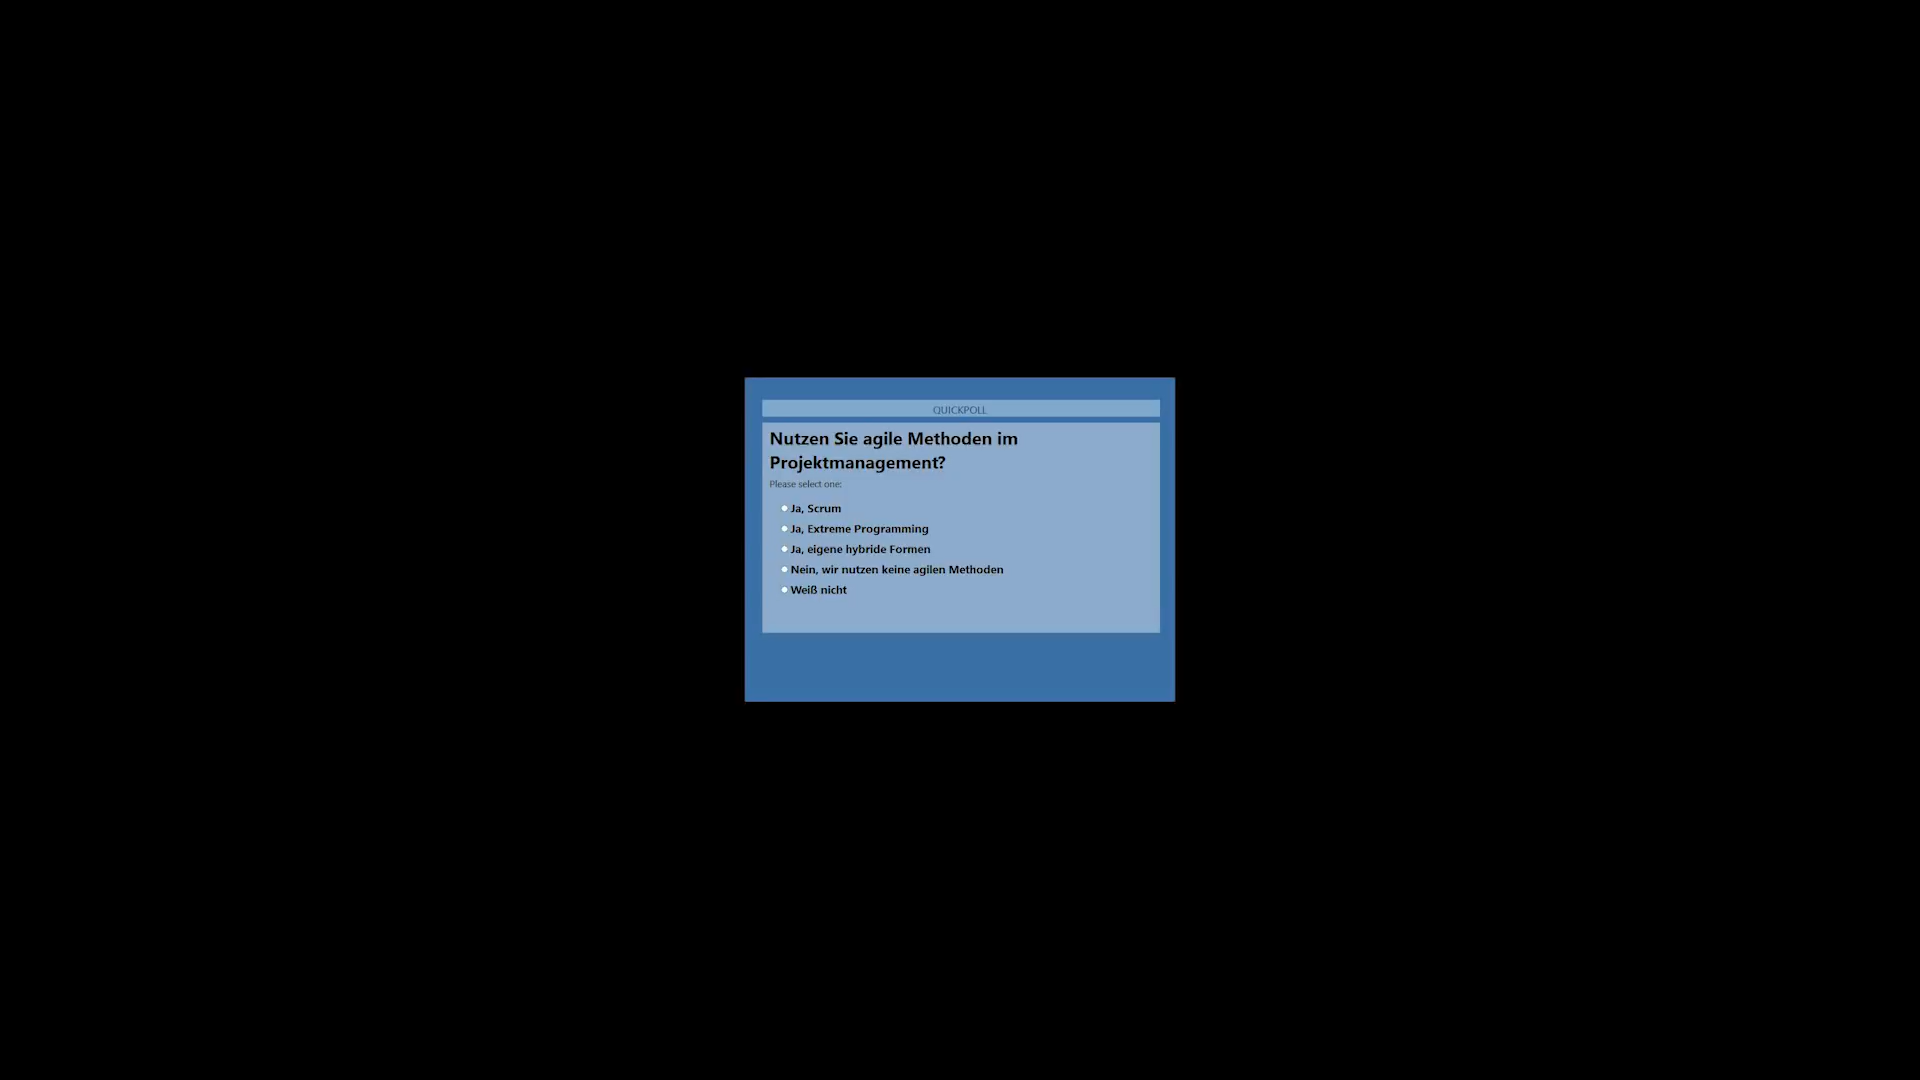 QUICKPOLL
Nutzen Sie agile Methoden im
Projektmanagement?
Please select one:
Ja, Scrum
Ja, Extreme Programming
Ja, eigene hybride Formen
Nein, wir nutzen keine agilen Methoden
Weiß nicht